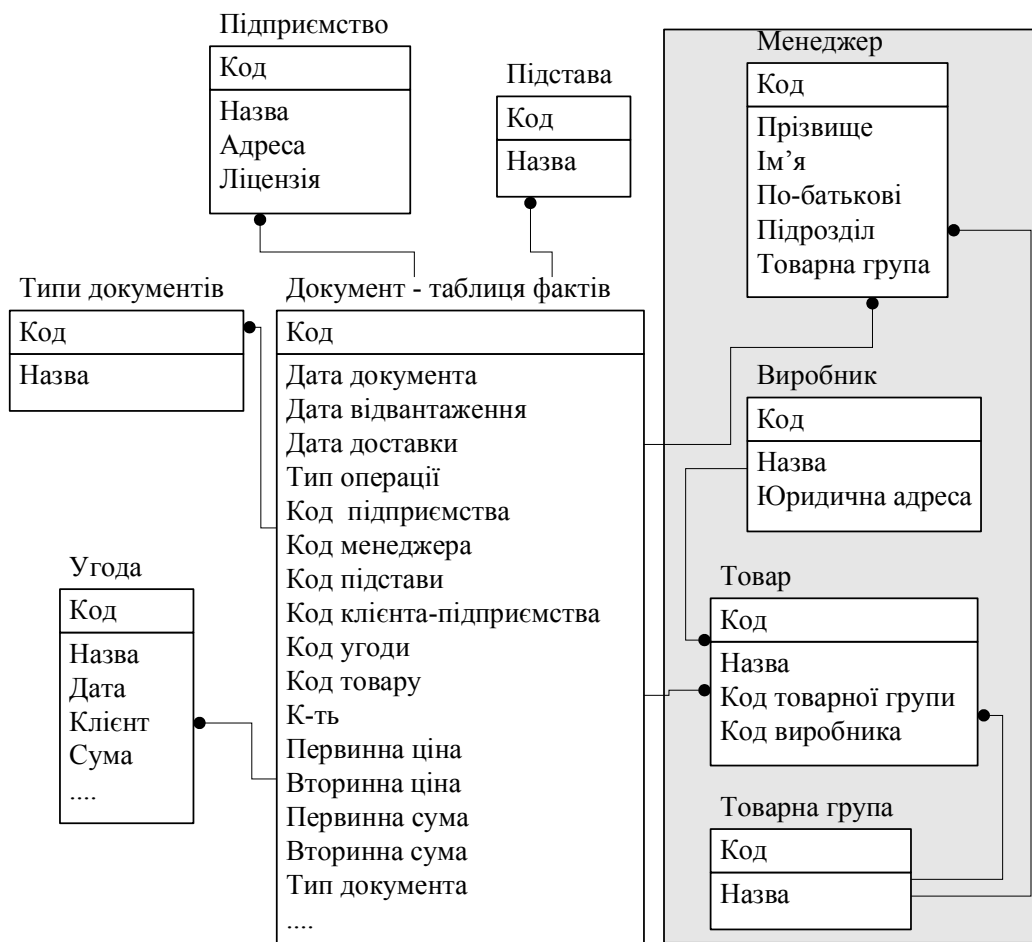 Підприємство
Код
Назва
Адреса
Ліцензія
Підстава
Код
Назва
Менеджер
Код
Прізвище
Ім’я
По-батькові
Підрозділ
Товарна група
Типи документів
Код
Назва
Документ - таблиця фактів
Код
Дата документа
Дата відвантаження
Дата доставки
Тип операції
Код підприємства
Код менеджера
Код підстави
Код клієнта-підприємства
Код угоди
Код товару
К-ть
Первинна ціна
Вторинна ціна
Первинна сума
Вторинна сума
Тип документа
....
Виробник
Код
Назва
Юридична адреса
Угода
Код
Назва
Дата
Клієнт
Сума
....
Товар
Код
Назва
Код товарної групи
Код виробника
Товарна група
Код
Назва